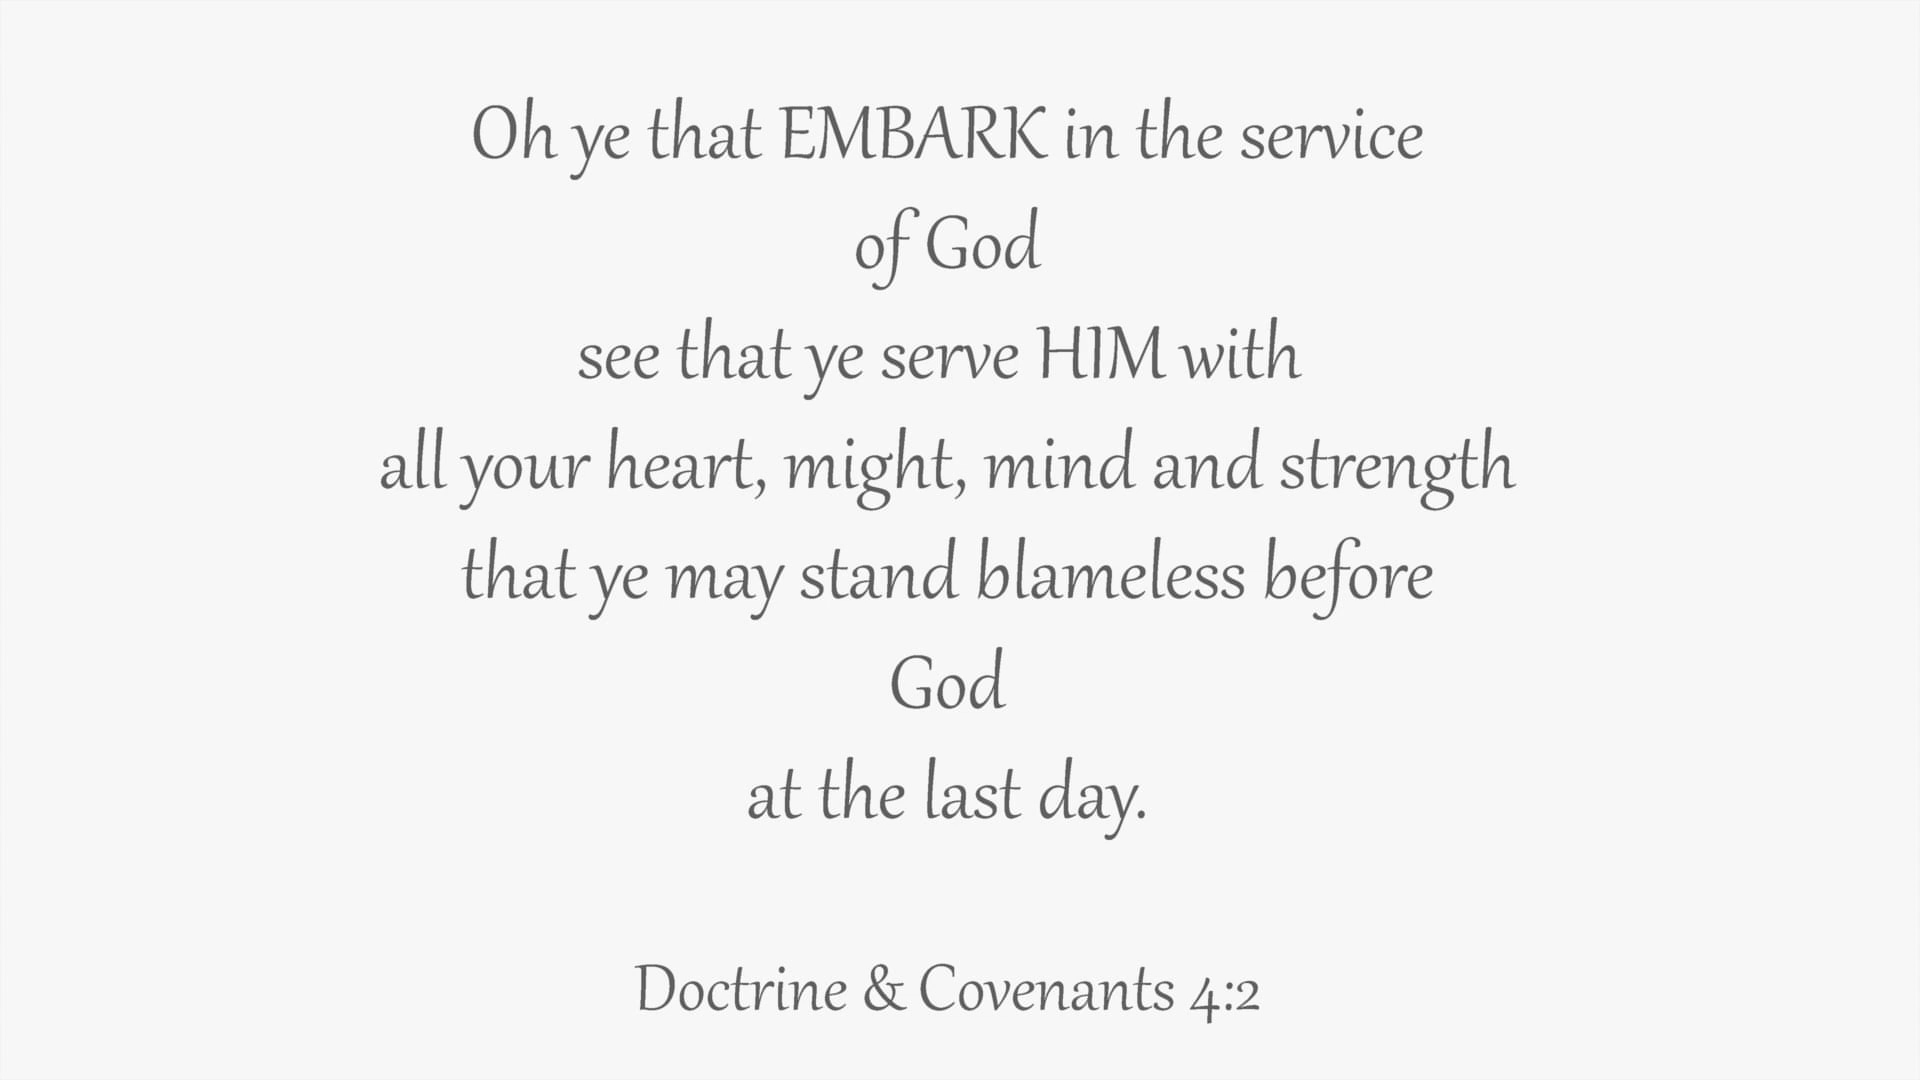 Oh ye that EMBARK in the service
of God
see that ye serve HIM with
all your heart, might, mind and strength
that ye may stand blameless before
God
at the last day.
Doctrine & Covenants 4:2